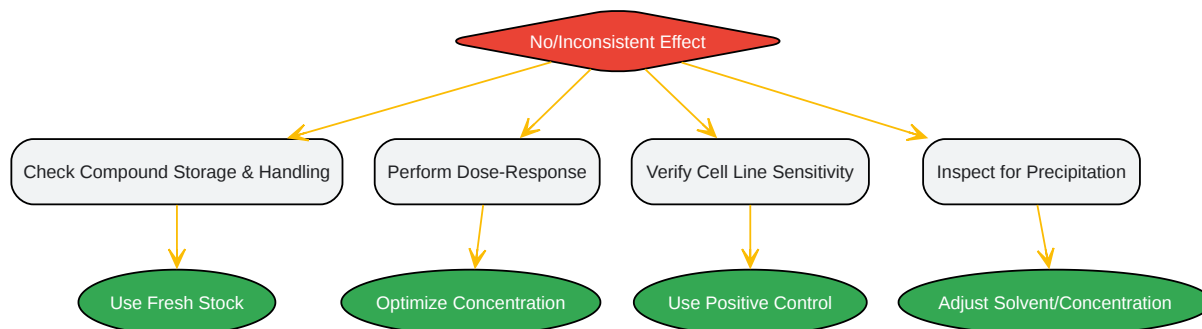 No/Inconsistent Effect
Check Compound Storage & Handling
Perform Dose-Response
Verify Cell Line Sensitivity
Inspect for Precipitation
Use Fresh Stock
Optimize Concentration
Use Positive Control
Adjust Solvent/Concentration